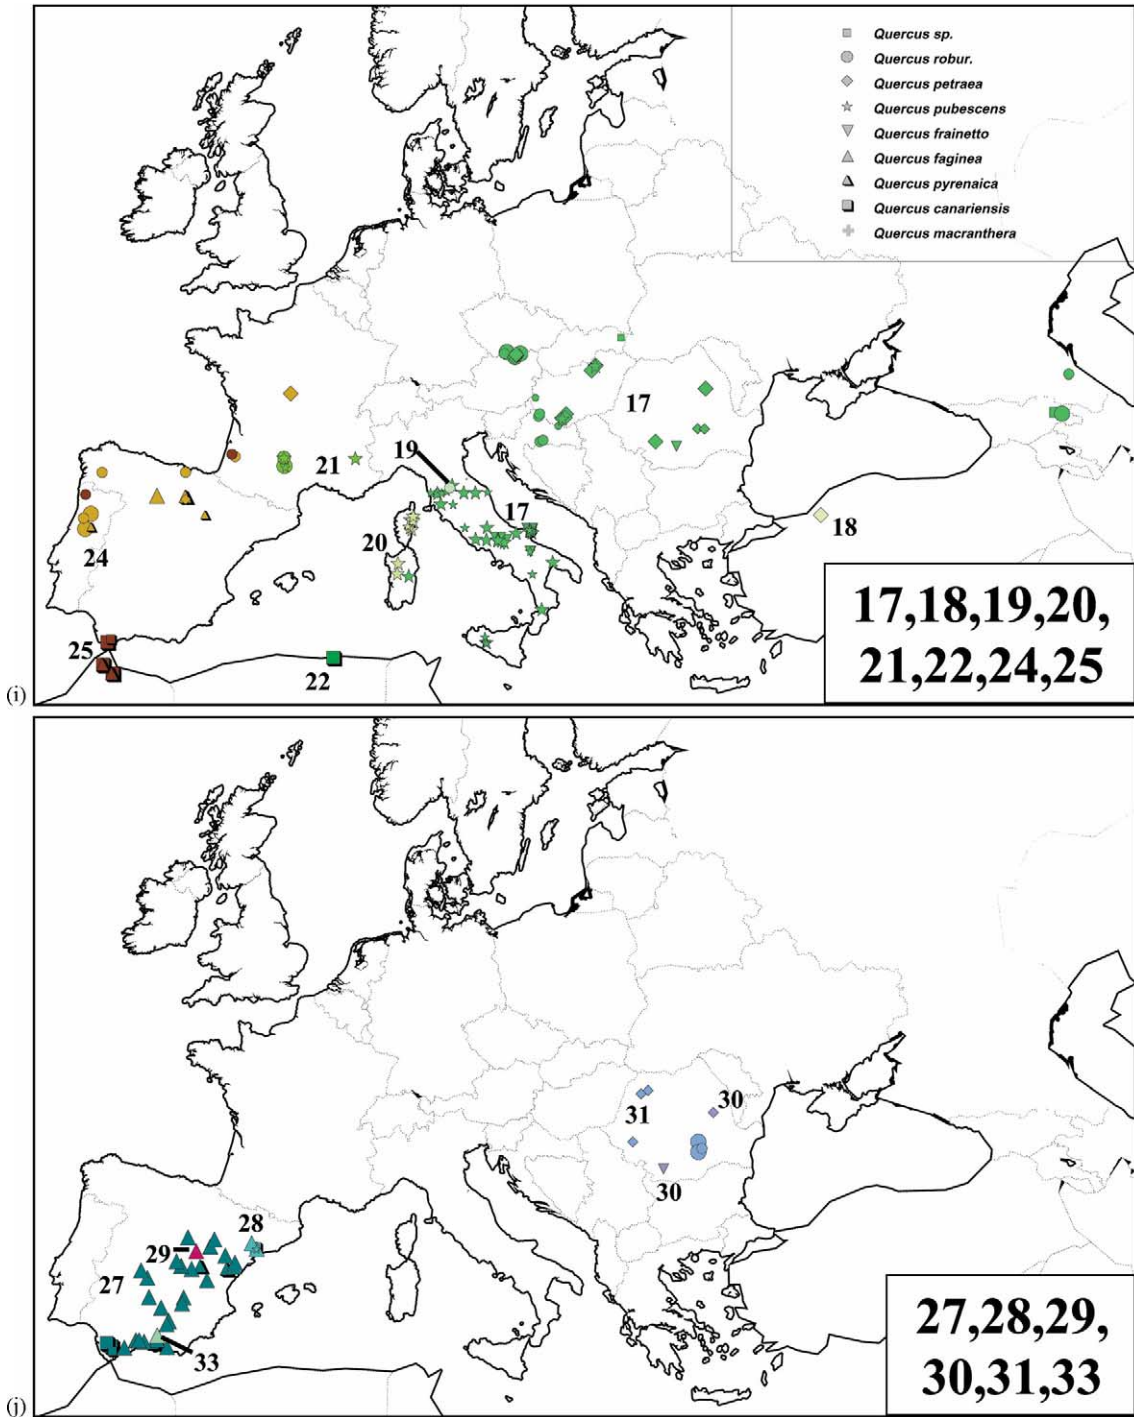 Quercus sp.
Quercus robur.
Quercus petraea
Quercus pubescens
Quercus frainetto
Quercus faginea
Quercus pyrenaica
Quercus canariensis
Quercus macranthera
17
19
21
17
18
20
24
25
22
17,18,19,20,
21,22,24,25
(i)
31
30
30
28
29
27
33
27,28,29,
30,31,33
(j)